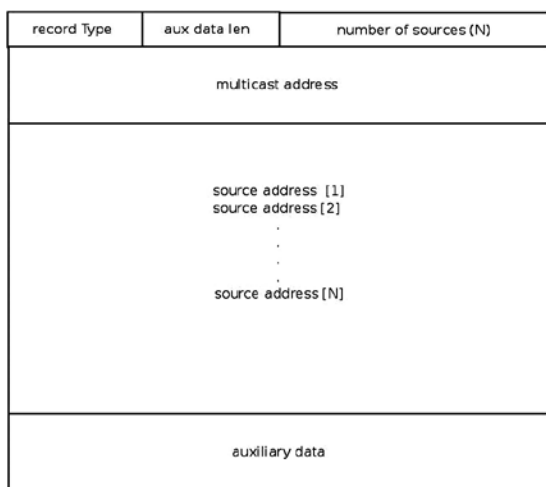 record Type aux data len number of sources (N)
multicast address
source address [1]
source address [2]
.
.
.
.
source address [N]
auxiliary data